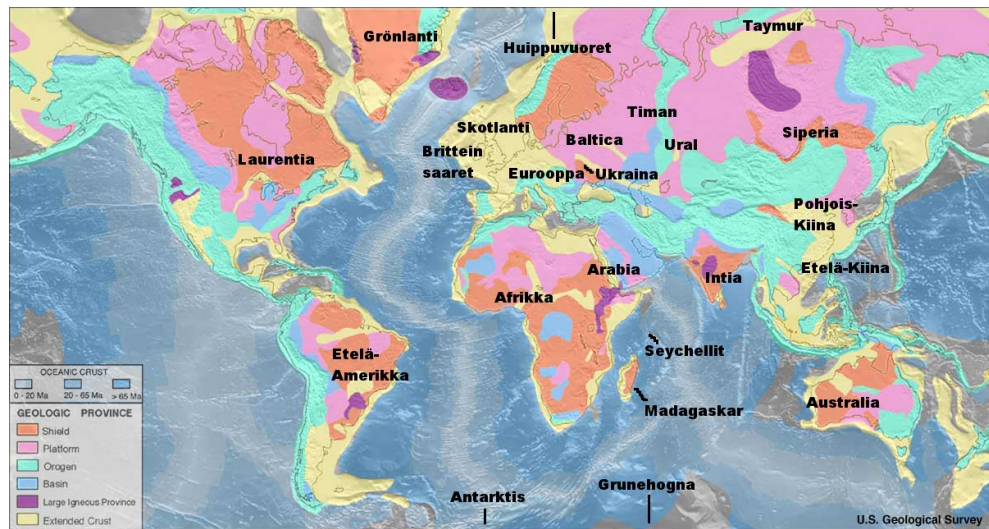 Taymur
Grönlanti
Huippuvuoret
Timan
Skotlanti
Baltica
Siperia
Ural
Laurentia
Brittein
saaret
Eurooppa
Ukraina
Pohjois-
Kiina
Etelä-Kiina
Arabia
Intia
Afrikka
Etelä-
Amerikka
Seychellit
Madagaskar
Australia
Antarktis
Grunehogna
OCEANIC CRUST
0 - 20 Ma
20 - 65 Ma
> 65 Ma
GEOLOGIC PROVINCE
Shield
Platform
Orogen
Basin
Large Igneous Province
Extended Crust
U.S. Geological Survey